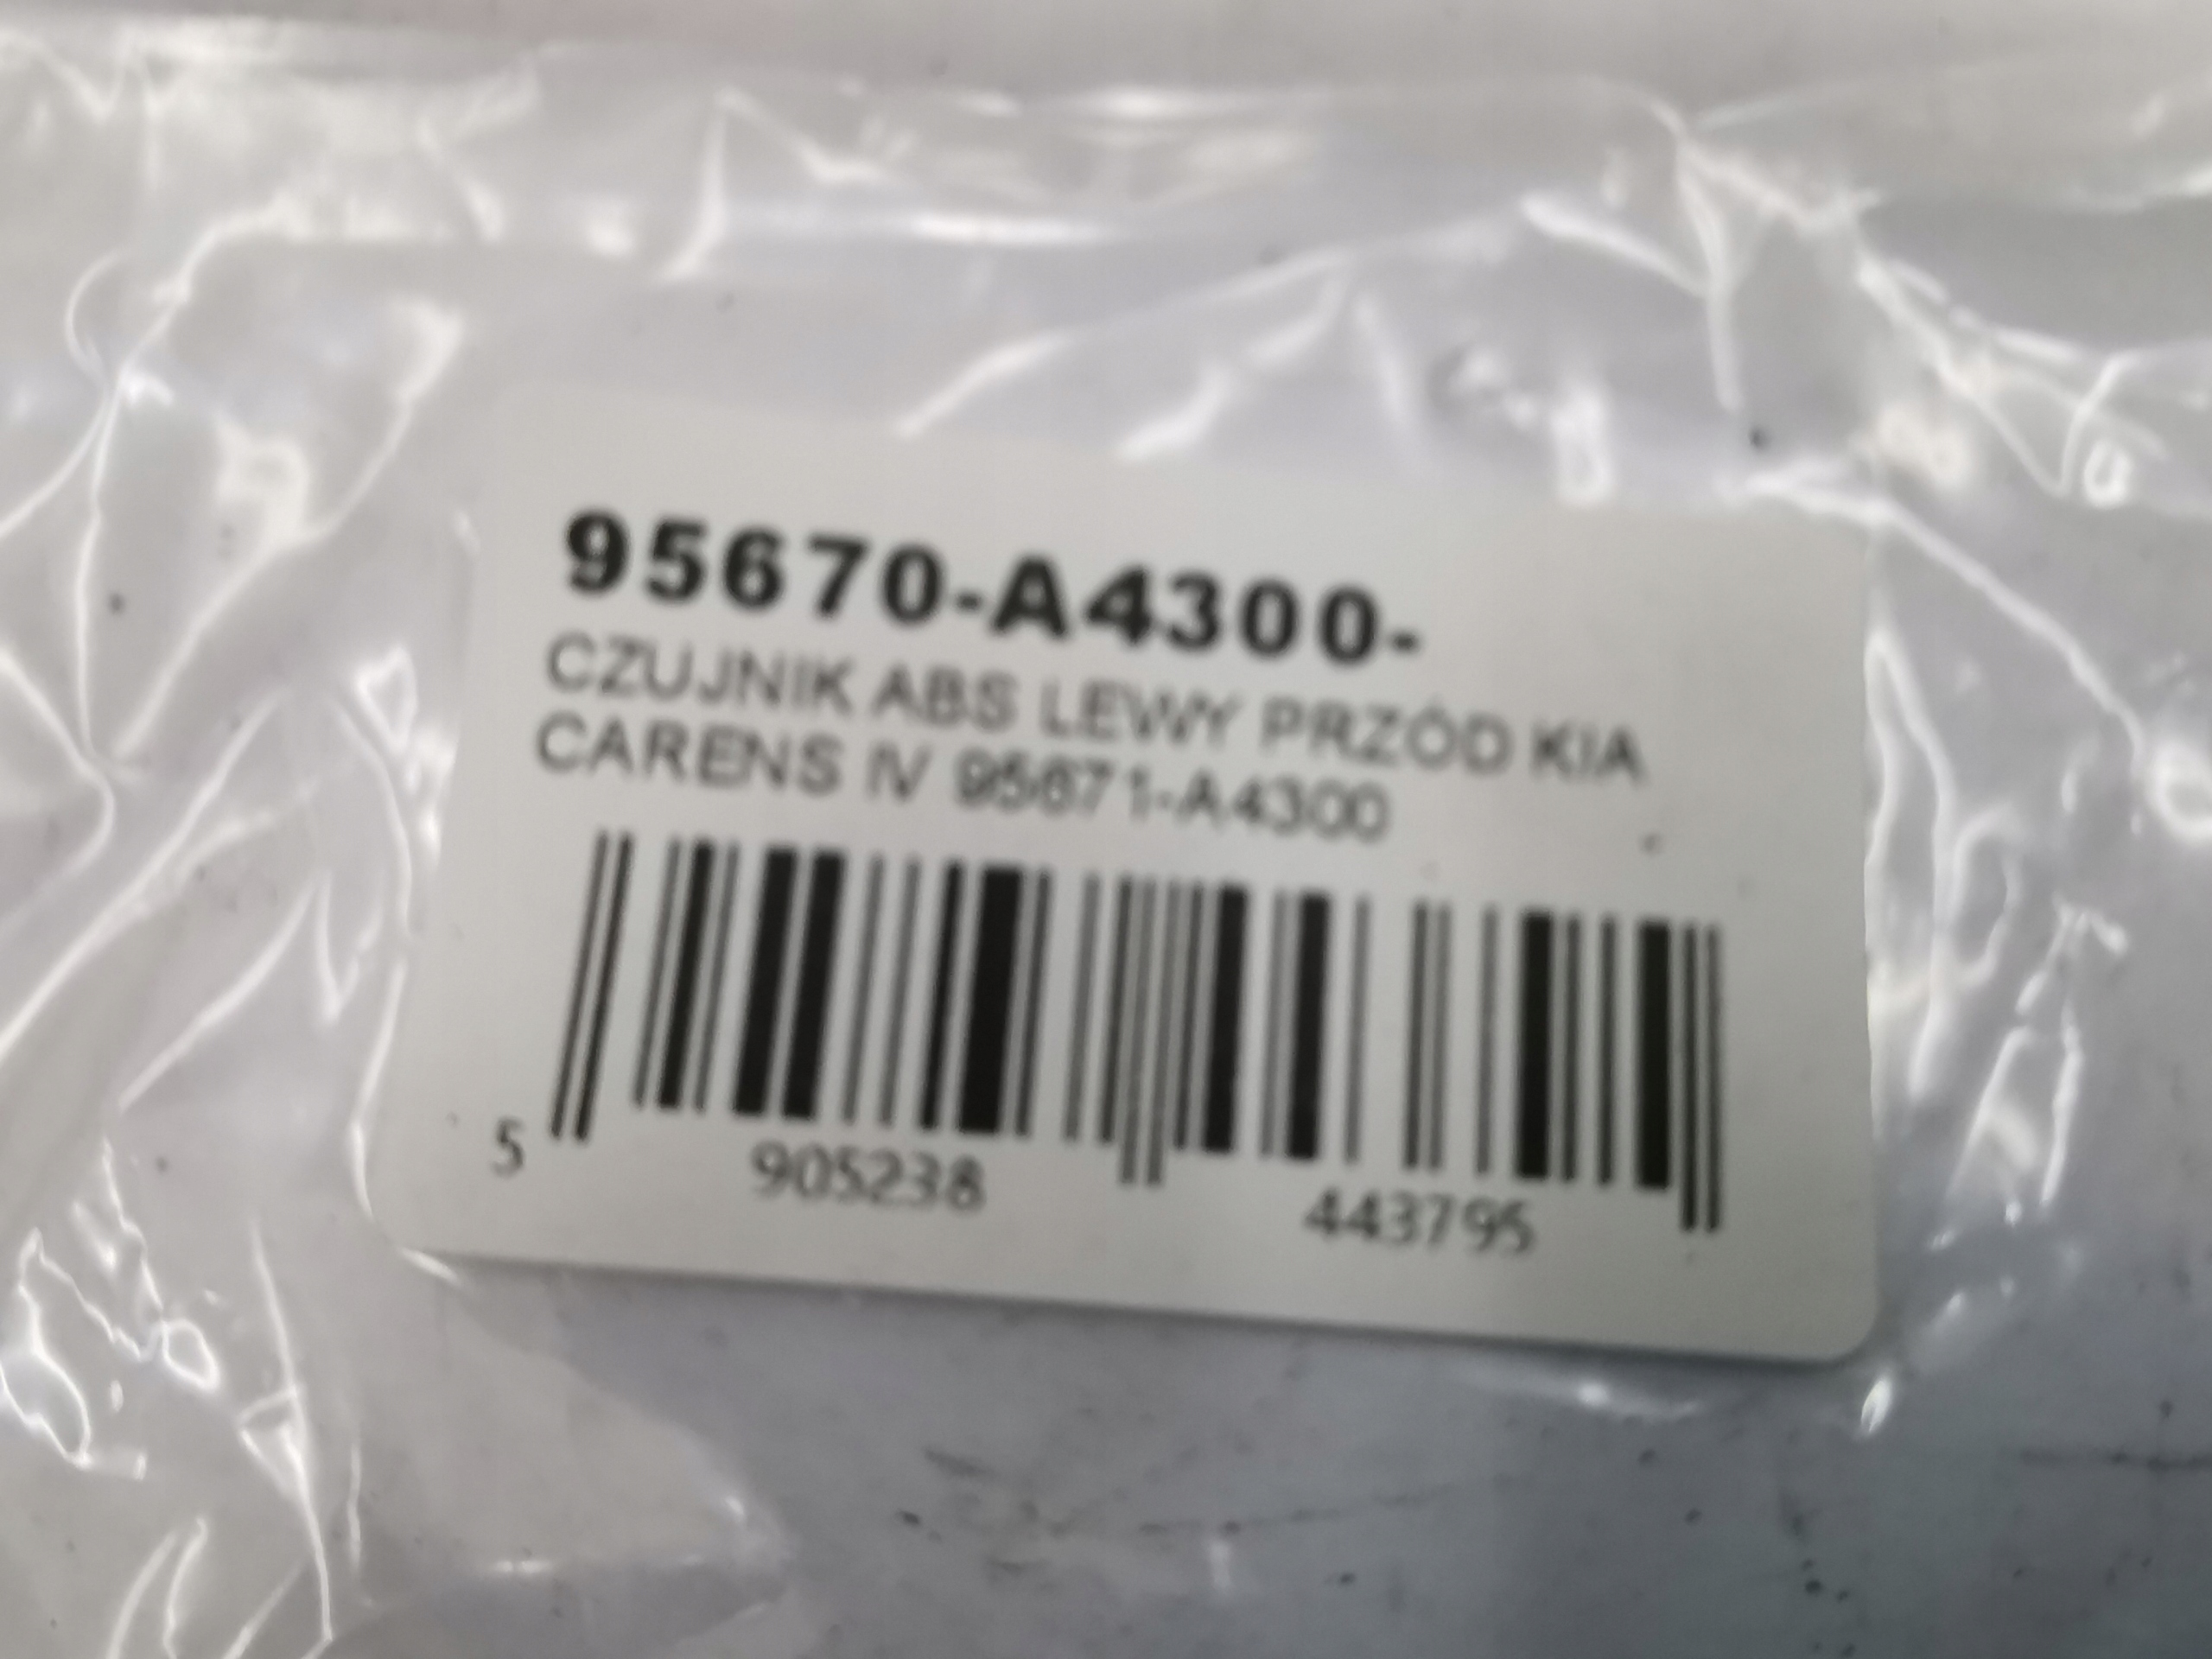 95670-A4300-
CZUJNIK ABS LEWY PRZÓD KIA
CARENS IV 95671-A4300
5 905238 443795